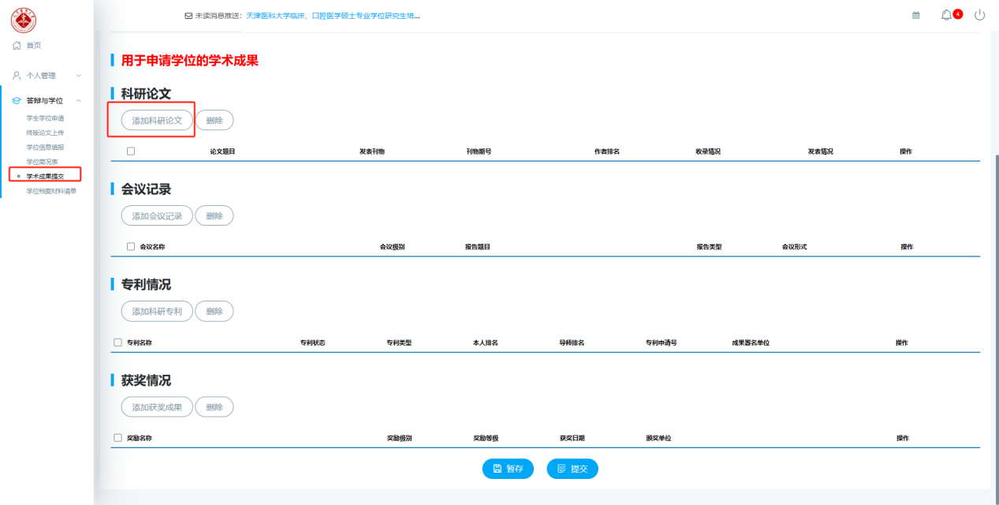 未读消息推送：天津医科大学临床、口腔医学硕士专业学位研究生培...
4
首页
个人管理
答辩与学位
学生学位申请
终版论文上传
学位信息填报
学位简况表
学术成果提交
学位档案材料清单
用于申请学位的学术成果
科研论文
添加科研论文 删除
论文题目 发表刊物 刊物期号 作者排名 收录情况 发表情况 操作
会议记录
添加会议记录 删除
会议名称 会议级别 报告题目 报告类型 会议形式 操作
专利情况
添加科研专利 删除
专利名称 专利状态 专利类型 本人排名 导师排名 专利申请号 成果署名单位 操作
获奖情况
添加获奖成果 删除
奖励名称 奖励级别 奖励等级 获奖日期 颁奖单位 操作
暂存 提交